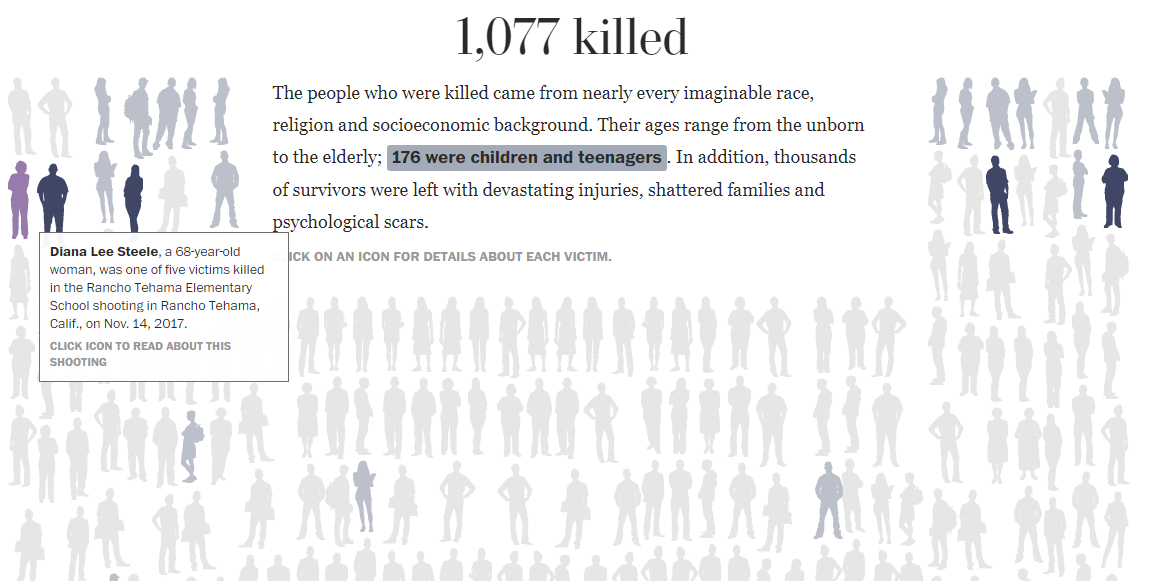 1,077 killed
The people who were killed came from nearly every imaginable race,
religion and socioeconomic background. Their ages range from the unborn
to the elderly; 176 were children and teenagers . In addition, thousands
of survivors were left with devastating injuries, shattered families and
psychological scars.
CLICK ON AN ICON FOR DETAILS ABOUT EACH VICTIM.
Diana Lee Steele, a 68-year-old
woman, was one of five victims killed
in the Rancho Tehama Elementary
School shooting in Rancho Tehama,
Calif., on Nov. 14, 2017.
CLICK ICON TO READ ABOUT THIS
SHOOTING